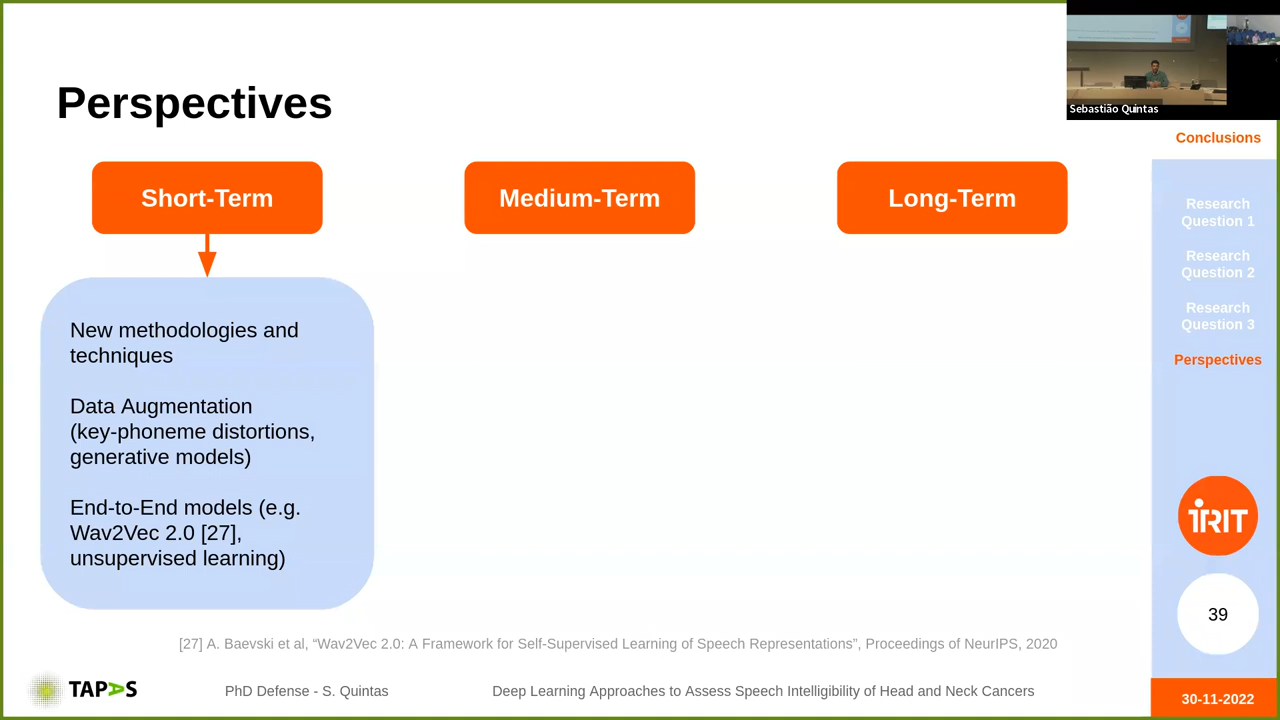 Perspectives
Short-Term
Medium-Term
Long-Term
New methodologies and
techniques
Data Augmentation
(key-phoneme distortions,
generative models)
End-to-End models (e.g.
Wav2Vec 2.0 [27],
unsupervised learning)
[27] A. Baevski et al, “Wav2Vec 2.0: A Framework for Self-Supervised Learning of Speech Representations”, Proceedings of NeurIPS, 2020
TAPAS
PhD Defense - S. Quintas
Deep Learning Approaches to Assess Speech Intelligibility of Head and Neck Cancers
Sebastião Quintas
Conclusions
Research
Question 1
Research
Question 2
Research
Question 3
Perspectives
IRIT
39
30-11-2022